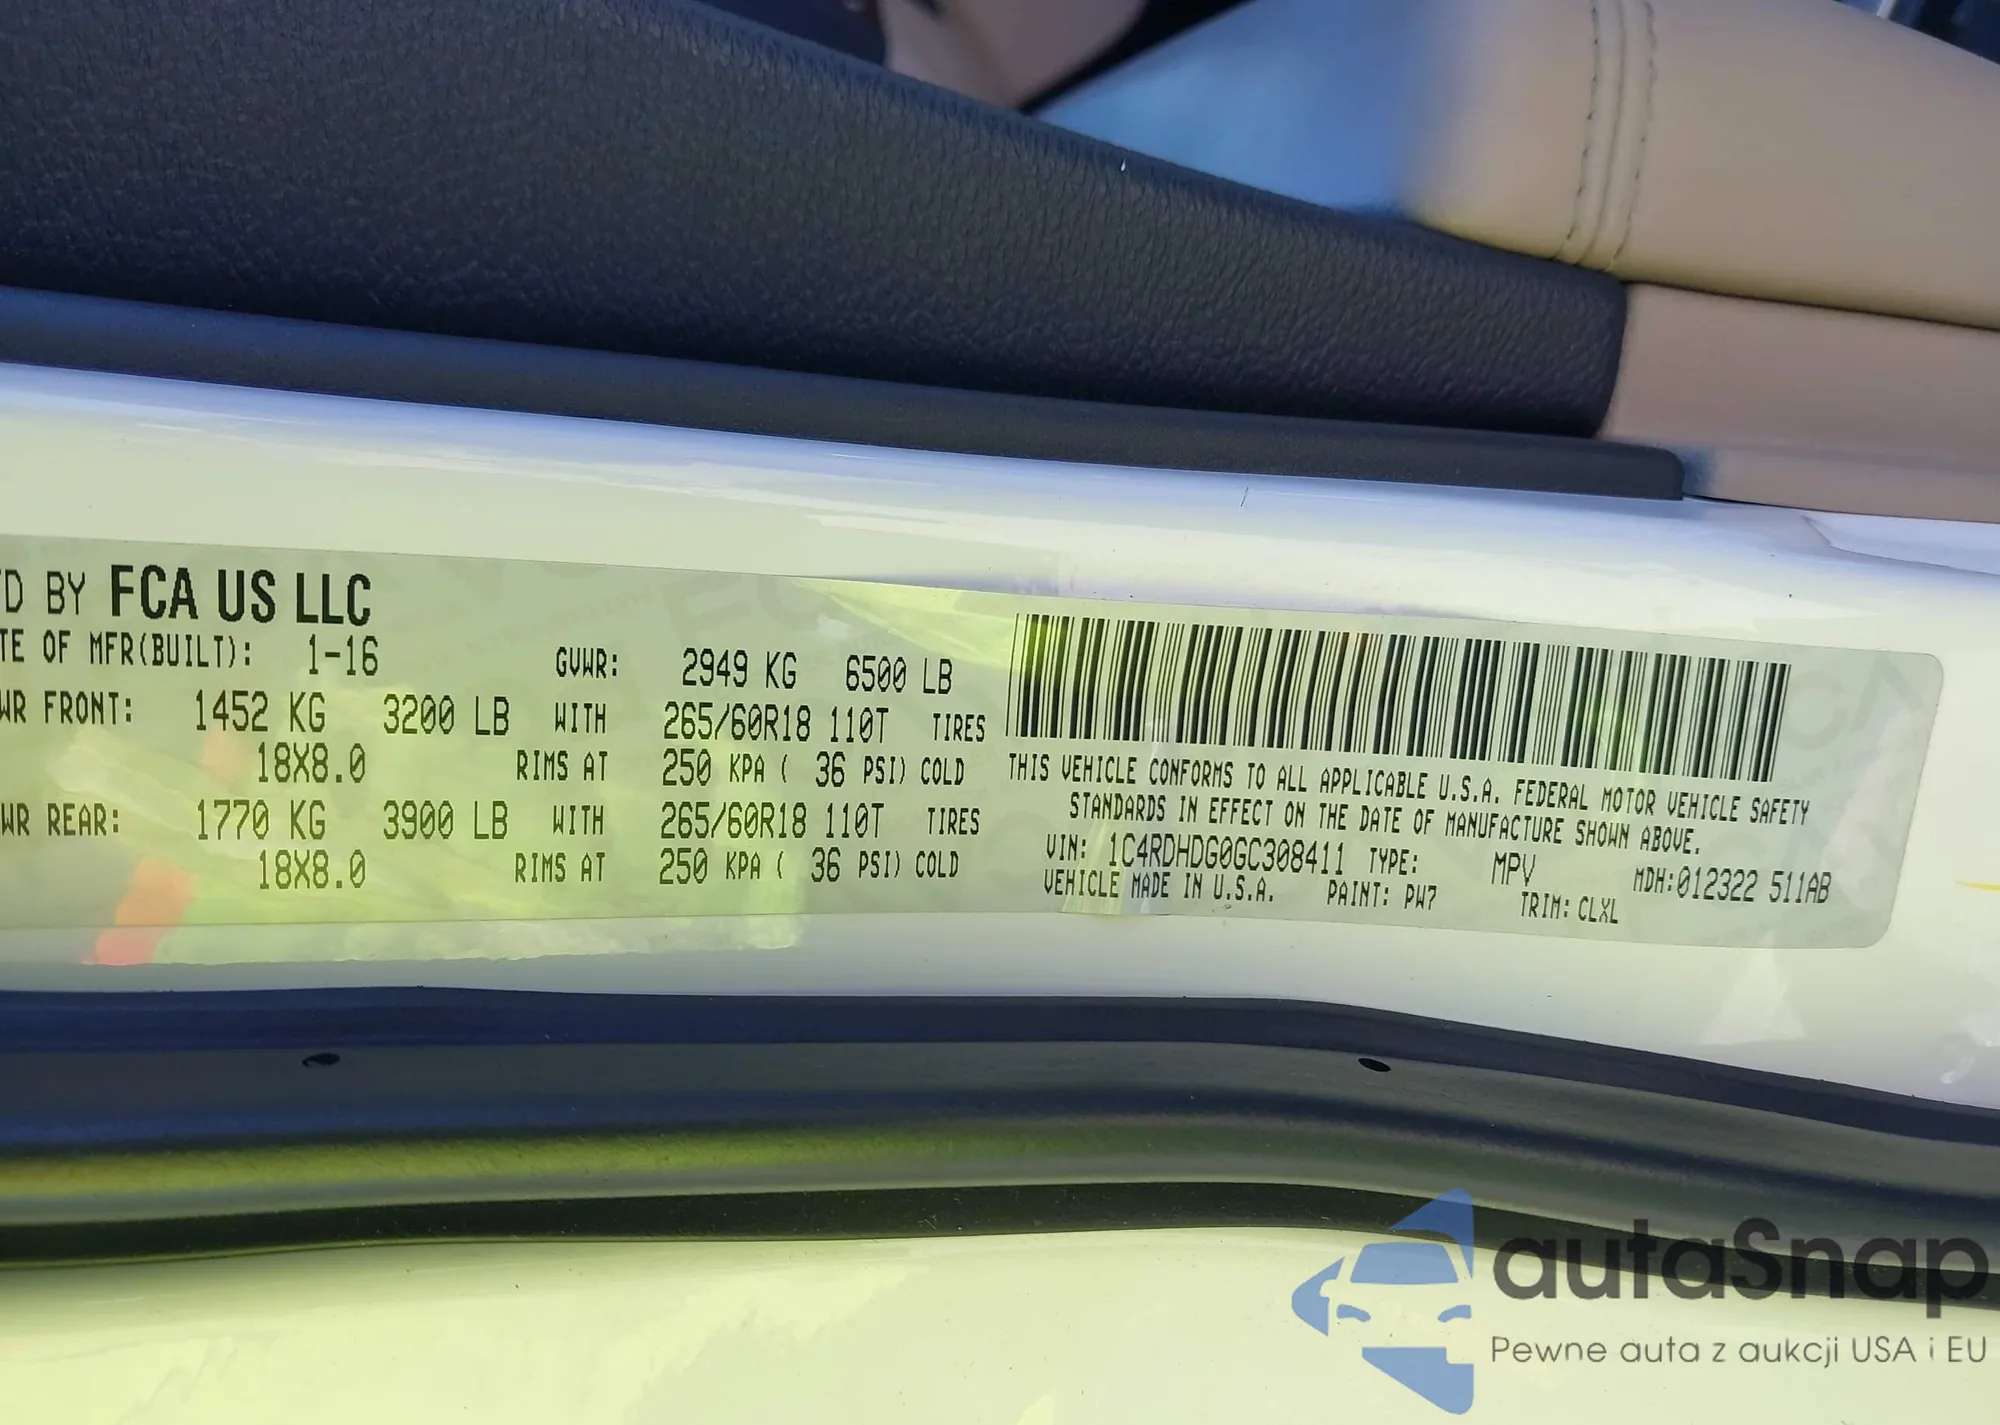 D BY FCA US LLC
TE OF MFR(BUILT): 1-16
GVWR: 2949 KG 6500 LB
WR FRONT: 1452 KG 3200 LB WITH 265/60R18 110T TIRES
18X8.0 RIMS AT 250 KPA ( 36 PSI) COLD
WR REAR: 1770 KG 3900 LB WITH 265/60R18 110T TIRES
18X8.0 RIMS AT 250 KPA ( 36 PSI) COLD
THIS VEHICLE CONFORMS TO ALL APPLICABLE U.S.A. FEDERAL MOTOR VEHICLE SAFETY
STANDARDS IN EFFECT ON THE DATE OF MANUFACTURE SHOWN ABOVE.
VIN: 1C4RDHDG0GC308411 TYPE: MPV MDH:012322 511AB
VEHICLE MADE IN U.S.A. PAINT: PW7 TRIM: CLXL
autaSnap
Pewne auta z aukcji USA i EU